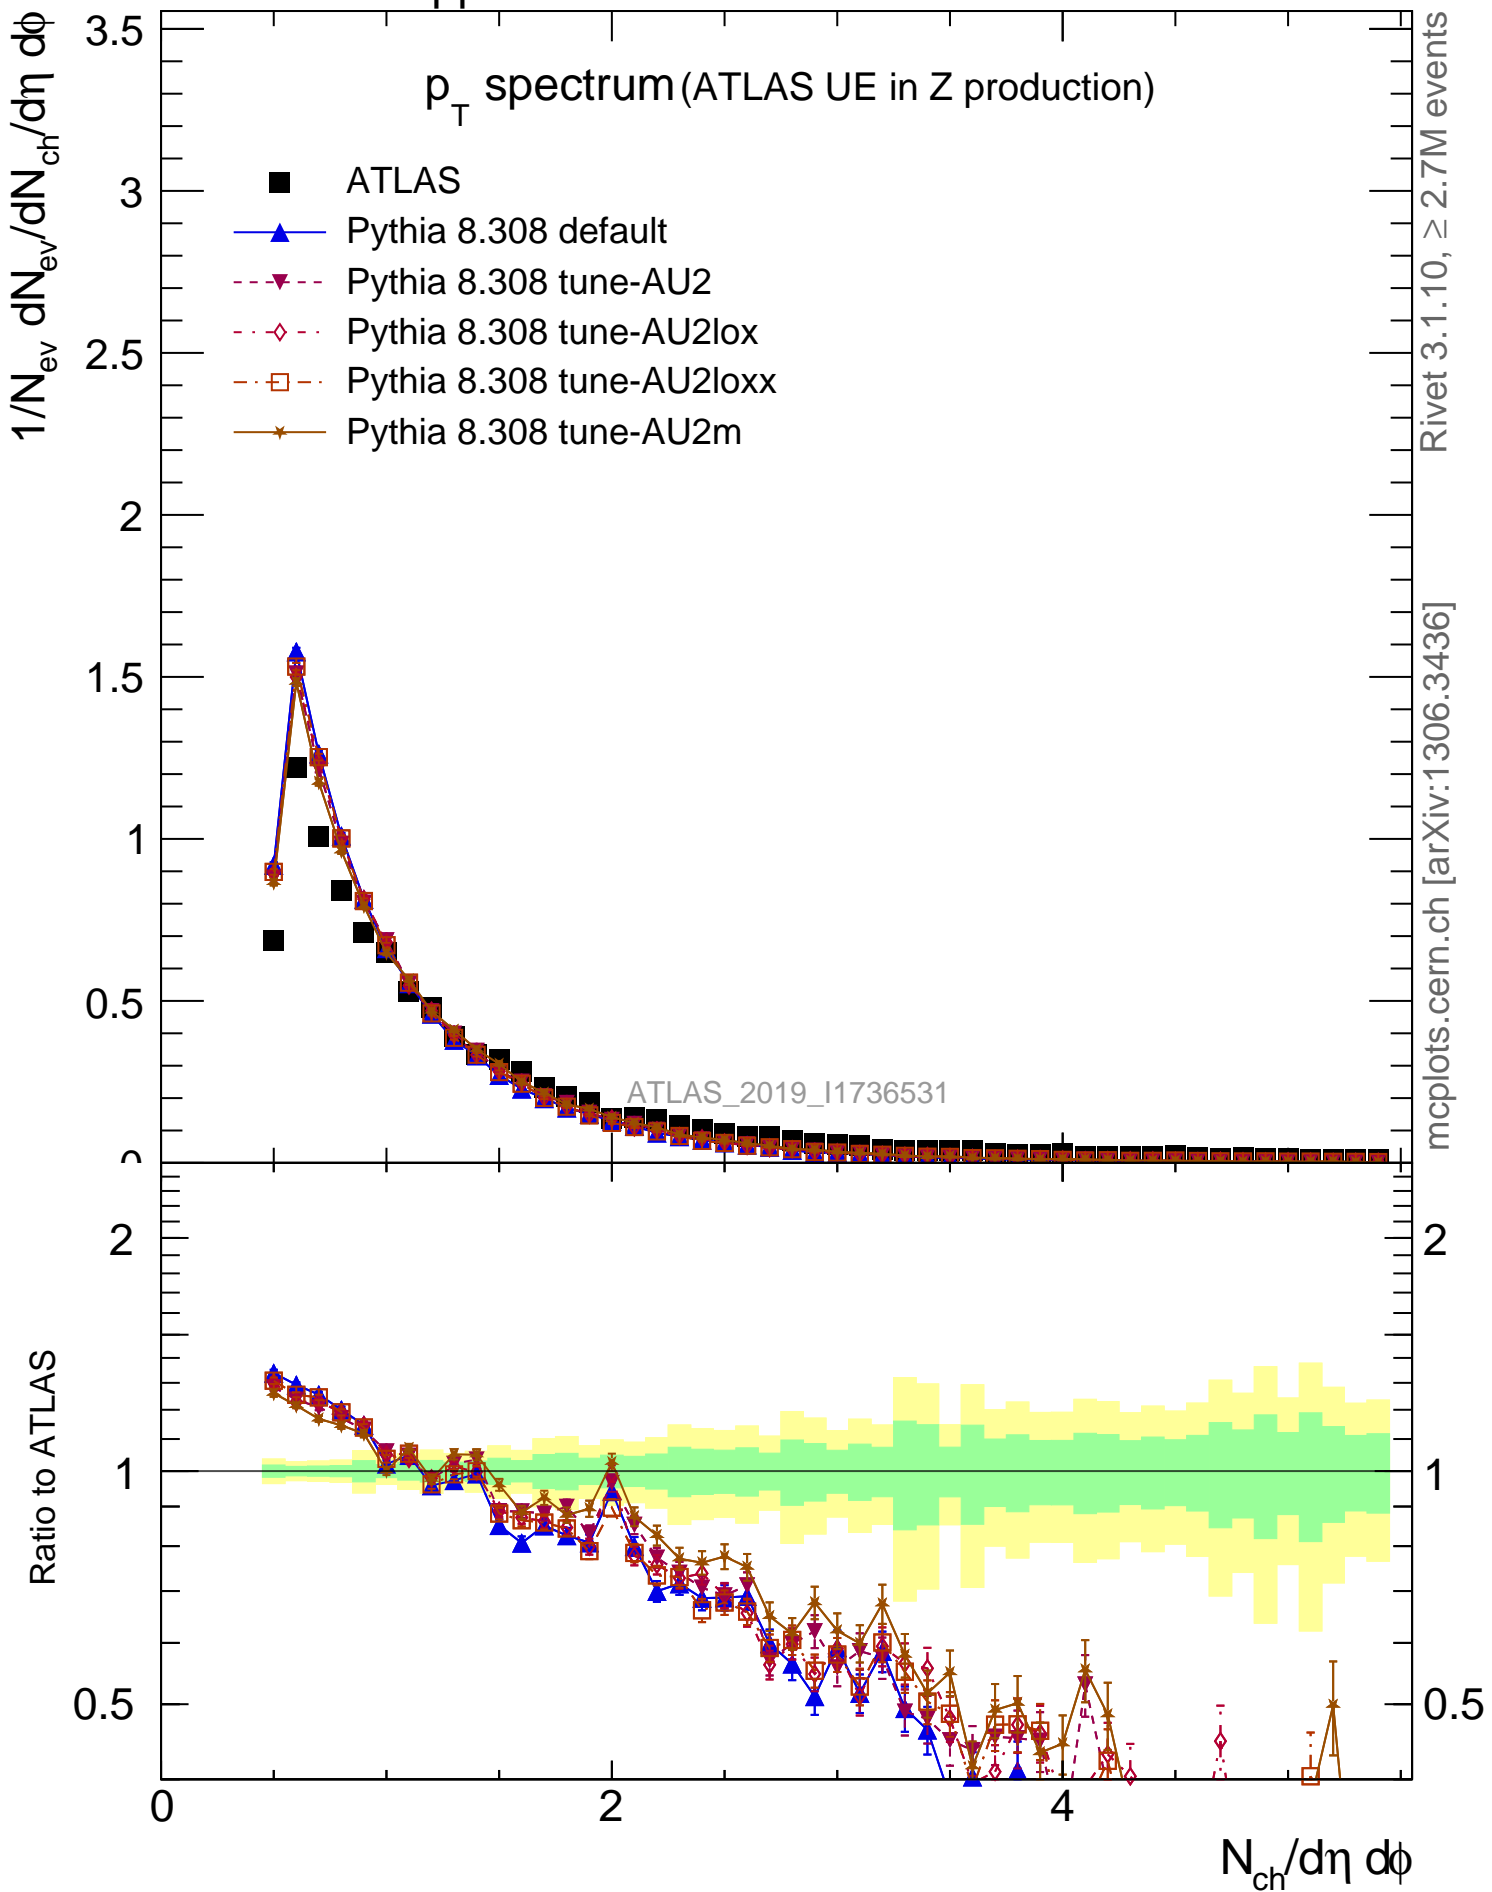 pp
1/N_ev dN_ev/dN_ch/dη dϕ
p_T spectrum (ATLAS UE in Z production)
ATLAS
Pythia 8.308 default
Pythia 8.308 tune-AU2
Pythia 8.308 tune-AU2lox
Pythia 8.308 tune-AU2loxx
Pythia 8.308 tune-AU2m
3.5
3
2.5
2
1.5
1
0.5
0
ATLAS_2019_I1736531
Rivet 3.1.10, ≥ 2.7M events
mcplots.cern.ch [arXiv:1306.3436]
Ratio to ATLAS
2
1
0.5
2
1
0.5
0
2
4
N_ch/dη dϕ